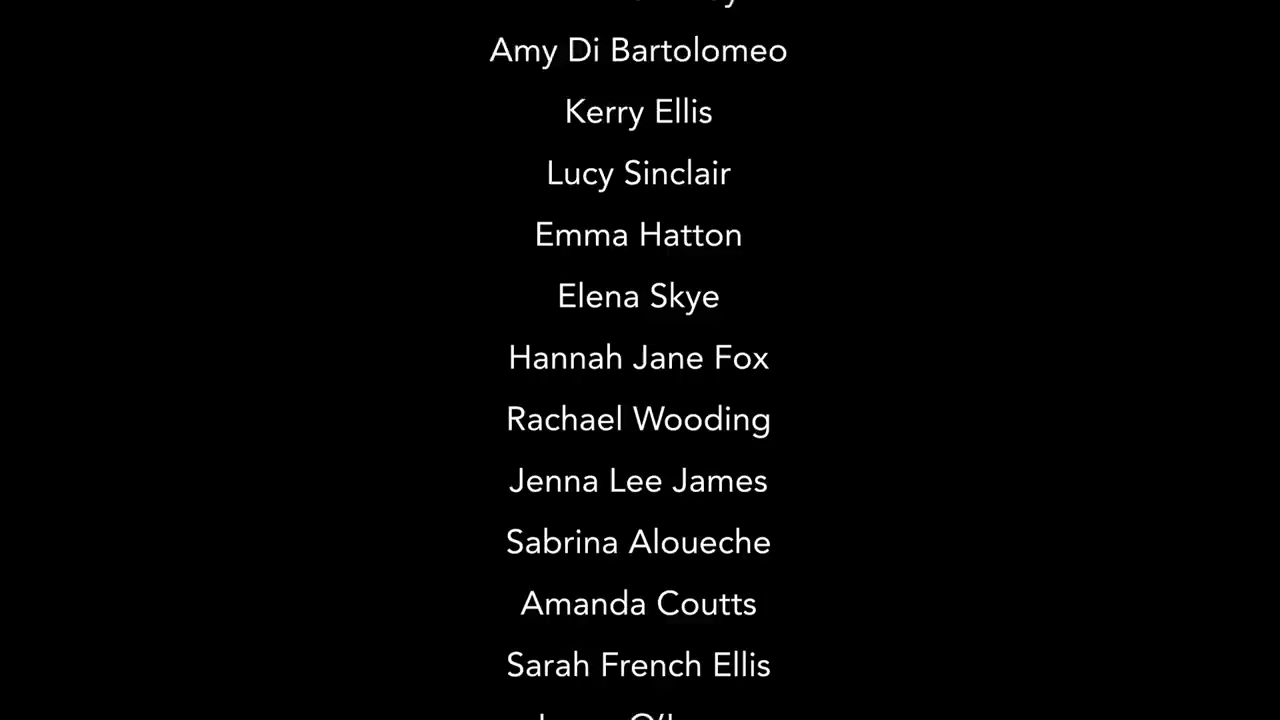 Amy Di Bartolomeo
Kerry Ellis
Lucy Sinclair
Emma Hatton
Elena Skye
Hannah Jane Fox
Rachael Wooding
Jenna Lee James
Sabrina Aloueche
Amanda Coutts
Sarah French Ellis